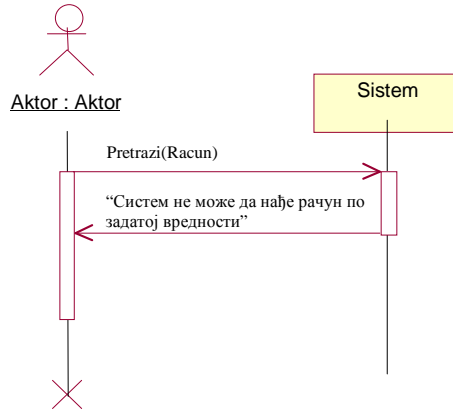 Aktor : Aktor
Sistem
Pretrazi(Racun)
“Систем не може да нађе рачун по
задатој вредности”